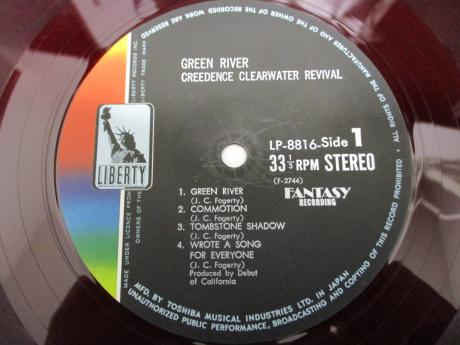 GREEN RIVER
CREEDENCE CLEARWATER REVIVAL
LP-8816-Side 1
33 1/3 RPM STEREO
(F-2744)
FANTASY
RECORDING
LIBERTY
1. GREEN RIVER
(J. C. Fogerty)
2. COMMOTION
(J. C. Fogerty)
3. TOMBSTONE SHADOW
(J. C. Fogerty)
4. WROTE A SONG
FOR EVERYONE
(J. C. Fogerty)
Produced by Debut
of California
MFD. BY TOSHIBA MUSICAL INDUSTRIES LTD. IN JAPAN
UNAUTHORIZED PUBLIC PERFORMANCE, BROADCASTING AND COPYING OF THIS RECORD PROHIBITED.
ALL RIGHTS OF THE MANUFACTURER AND OF THE OWNER OF THE RECORDED WORK ARE RESERVED
MADE UNDER LICENCE FROM LIBERTY RECORDS INC.
OWNERS OF THE LIBERTY TRADE MARK